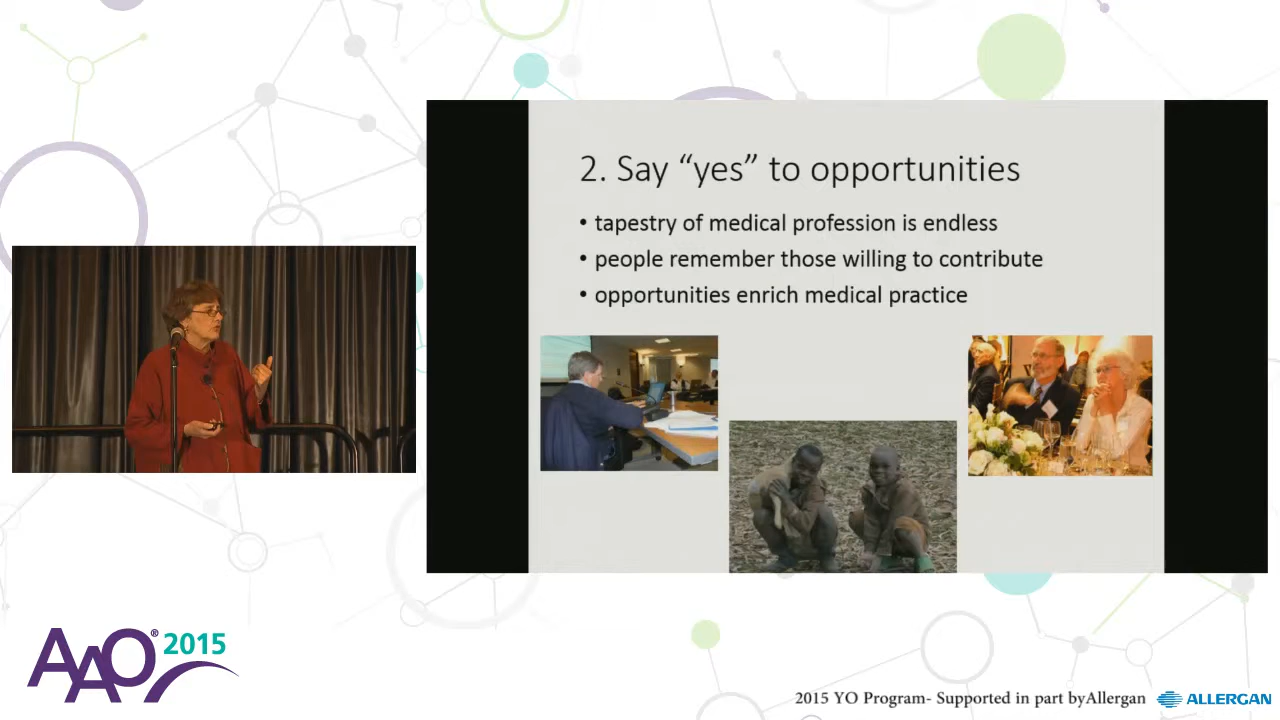 2. Say “yes” to opportunities
• tapestry of medical profession is endless
• people remember those willing to contribute
• opportunities enrich medical practice
AAO® 2015
2015 YO Program- Supported in part byAllergan
ALLERGAN